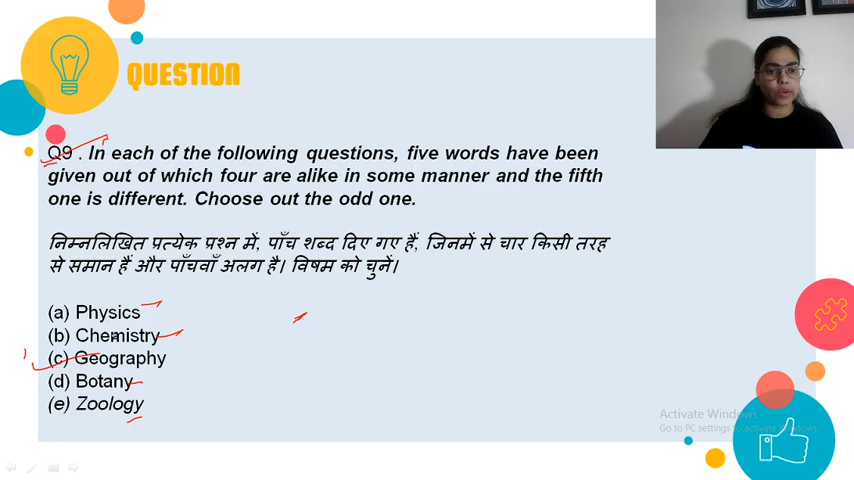 QUESTION
Q9 . In each of the following questions, five words have been
given out of which four are alike in some manner and the fifth
one is different. Choose out the odd one.
निम्नलिखित प्रत्येक प्रश्न में, पाँच शब्द दिए गए हैं, जिनमें से चार किसी तरह
से समान हैं और पाँचवाँ अलग है। विषम को चुनें।
(a) Physics
(b) Chemistry
(c) Geography
(d) Botany
(e) Zoology
Activate Windows
Go to PC settings to activate Windows.